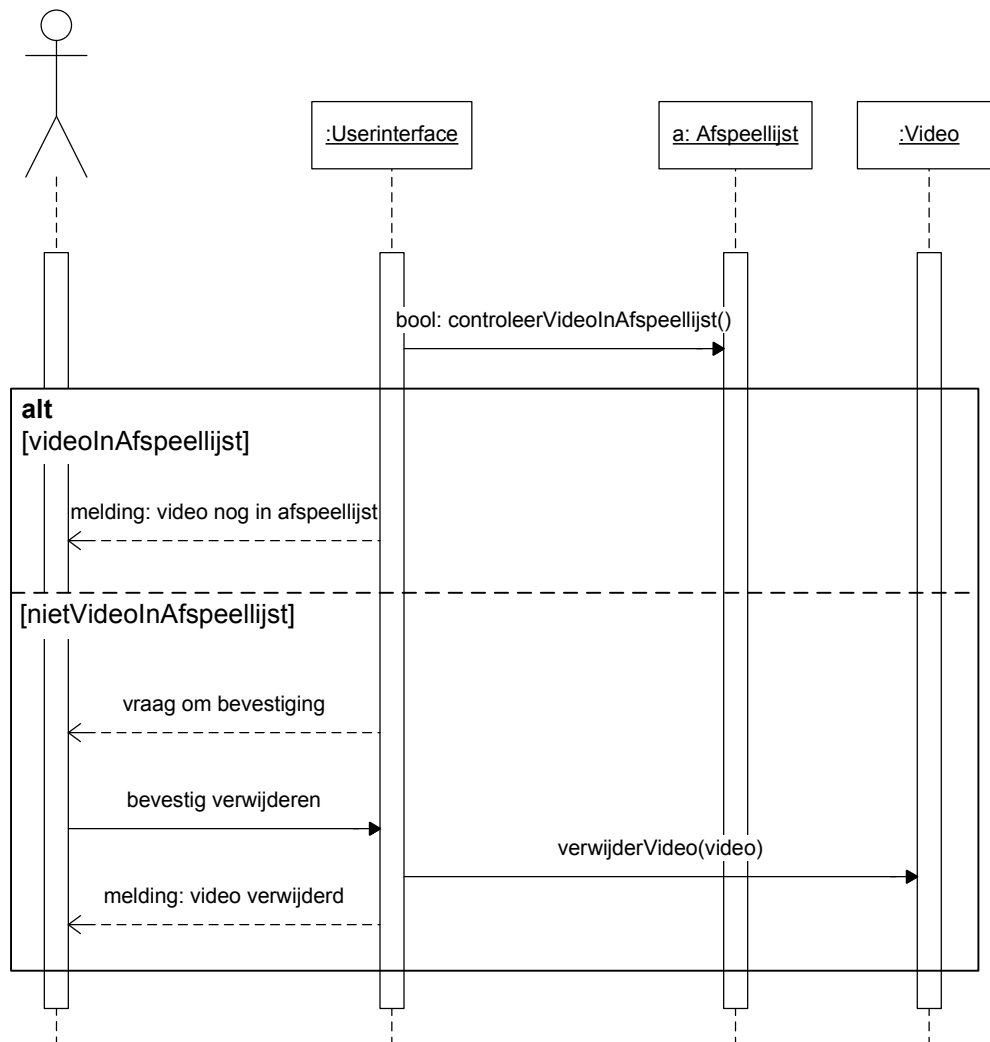 :Userinterface
a: Afspeellijst
:Video
bool: controleerVideoInAfspeellijst()
alt
[videoInAfspeellijst]
melding: video nog in afspeellijst
[nietVideoInAfspeellijst]
vraag om bevestiging
bevestig verwijderen
verwijderVideo(video)
melding: video verwijderd